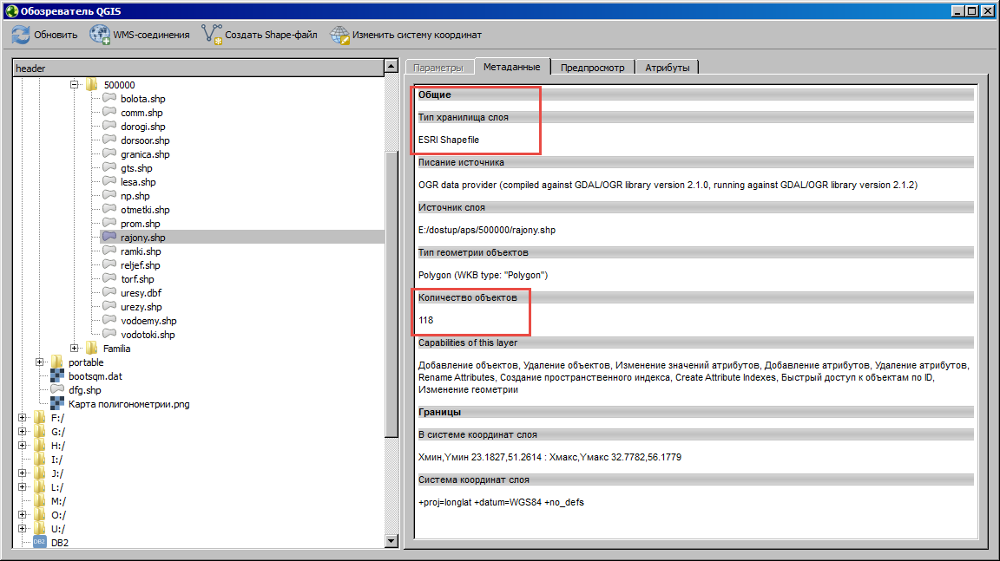 Обозреватель QGIS
Обновить WMS-соединения Создать Shape-файл Изменить систему координат
header
500000
bolota.shp
comm.shp
dorogi.shp
dorsoor.shp
granica.shp
gts.shp
lesa.shp
np.shp
otmetki.shp
prom.shp
rajony.shp
ramki.shp
reljef.shp
torf.shp
uresy.dbf
urezy.shp
vodoemy.shp
vodotoki.shp
Familia
portable
bootsqm.dat
dfg.shp
Карта полигонометрии.png
F:/
G:/
H:/
I:/
J:/
L:/
M:/
O:/
U:/
DB2 DB2
Параметры Метаданные Предпросмотр Атрибуты
Общие
Тип хранилища слоя
ESRI Shapefile
Писание источника
OGR data provider (compiled against GDAL/OGR library version 2.1.0, running against GDAL/OGR library version 2.1.2)
Источник слоя
E:/dostup/aps/500000/rajony.shp
Тип геометрии объектов
Polygon (WKB type: "Polygon")
Количество объектов
118
Capabilities of this layer
Добавление объектов, Удаление объектов, Изменение значений атрибутов, Добавление атрибутов, Удаление атрибутов,
Rename Attributes, Создание пространственного индекса, Create Attribute Indexes, Быстрый доступ к объектам по ID,
Изменение геометрии
Границы
В системе координат слоя
Xмин,Yмин 23.1827,51.2614 : Xмакс,Yмакс 32.7782,56.1779
Система координат слоя
+proj=longlat +datum=WGS84 +no_defs